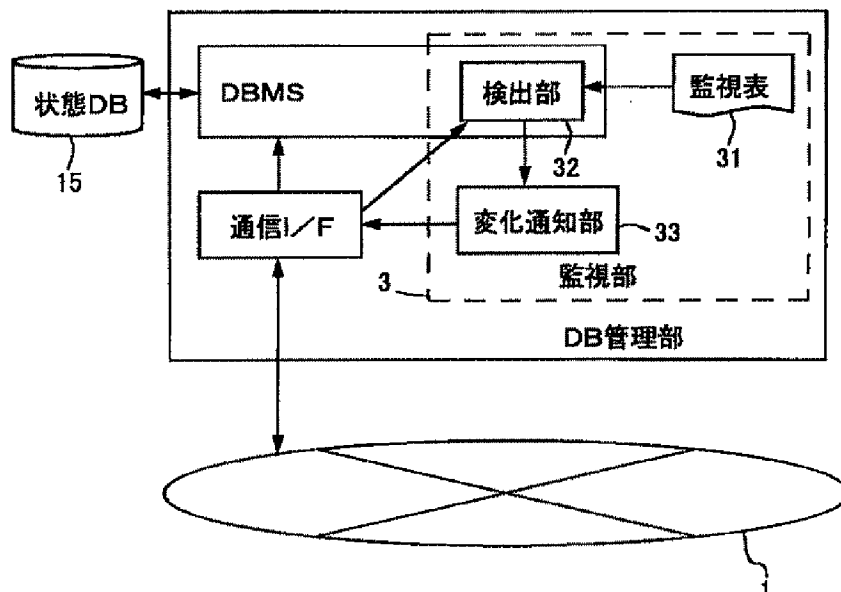 状態DB
15
DBMS
検出部
32
監視表
31
通信I/F
変化通知部
33
3
監視部
DB管理部
1